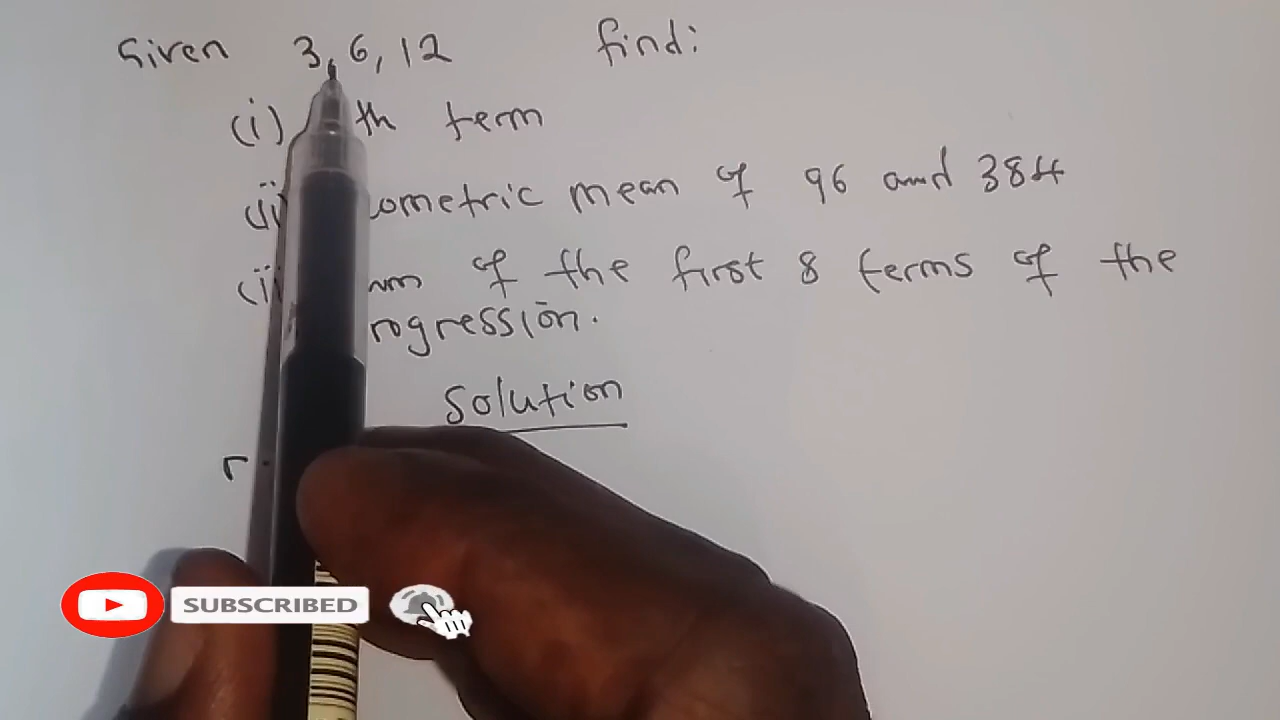 Given 3, 6, 12 find:
(i) th term
ometric mean of 96 and 384
of the first 8 terms of the
rogression.
Solution
r
SUBSCRIBED